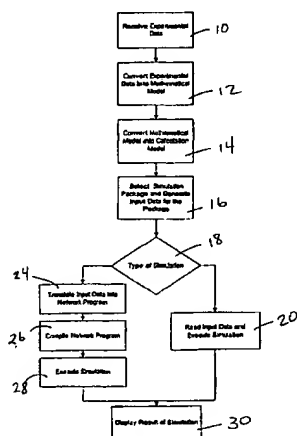 Receive Experimental
Data
10
Convert Experimental
Data into Mathematical
Model
12
Convert Mathematical
Model into Calculation
Model
14
Select Simulation
Package and Generate
Input Data for the
Package
16
Type of Simulation
18
24
Translate Input Data into
Network Program
26
Compile Network Program
28
Execute Simulation
Read Input Data and
Execute Simulation
20
Display Result of Simulation
30